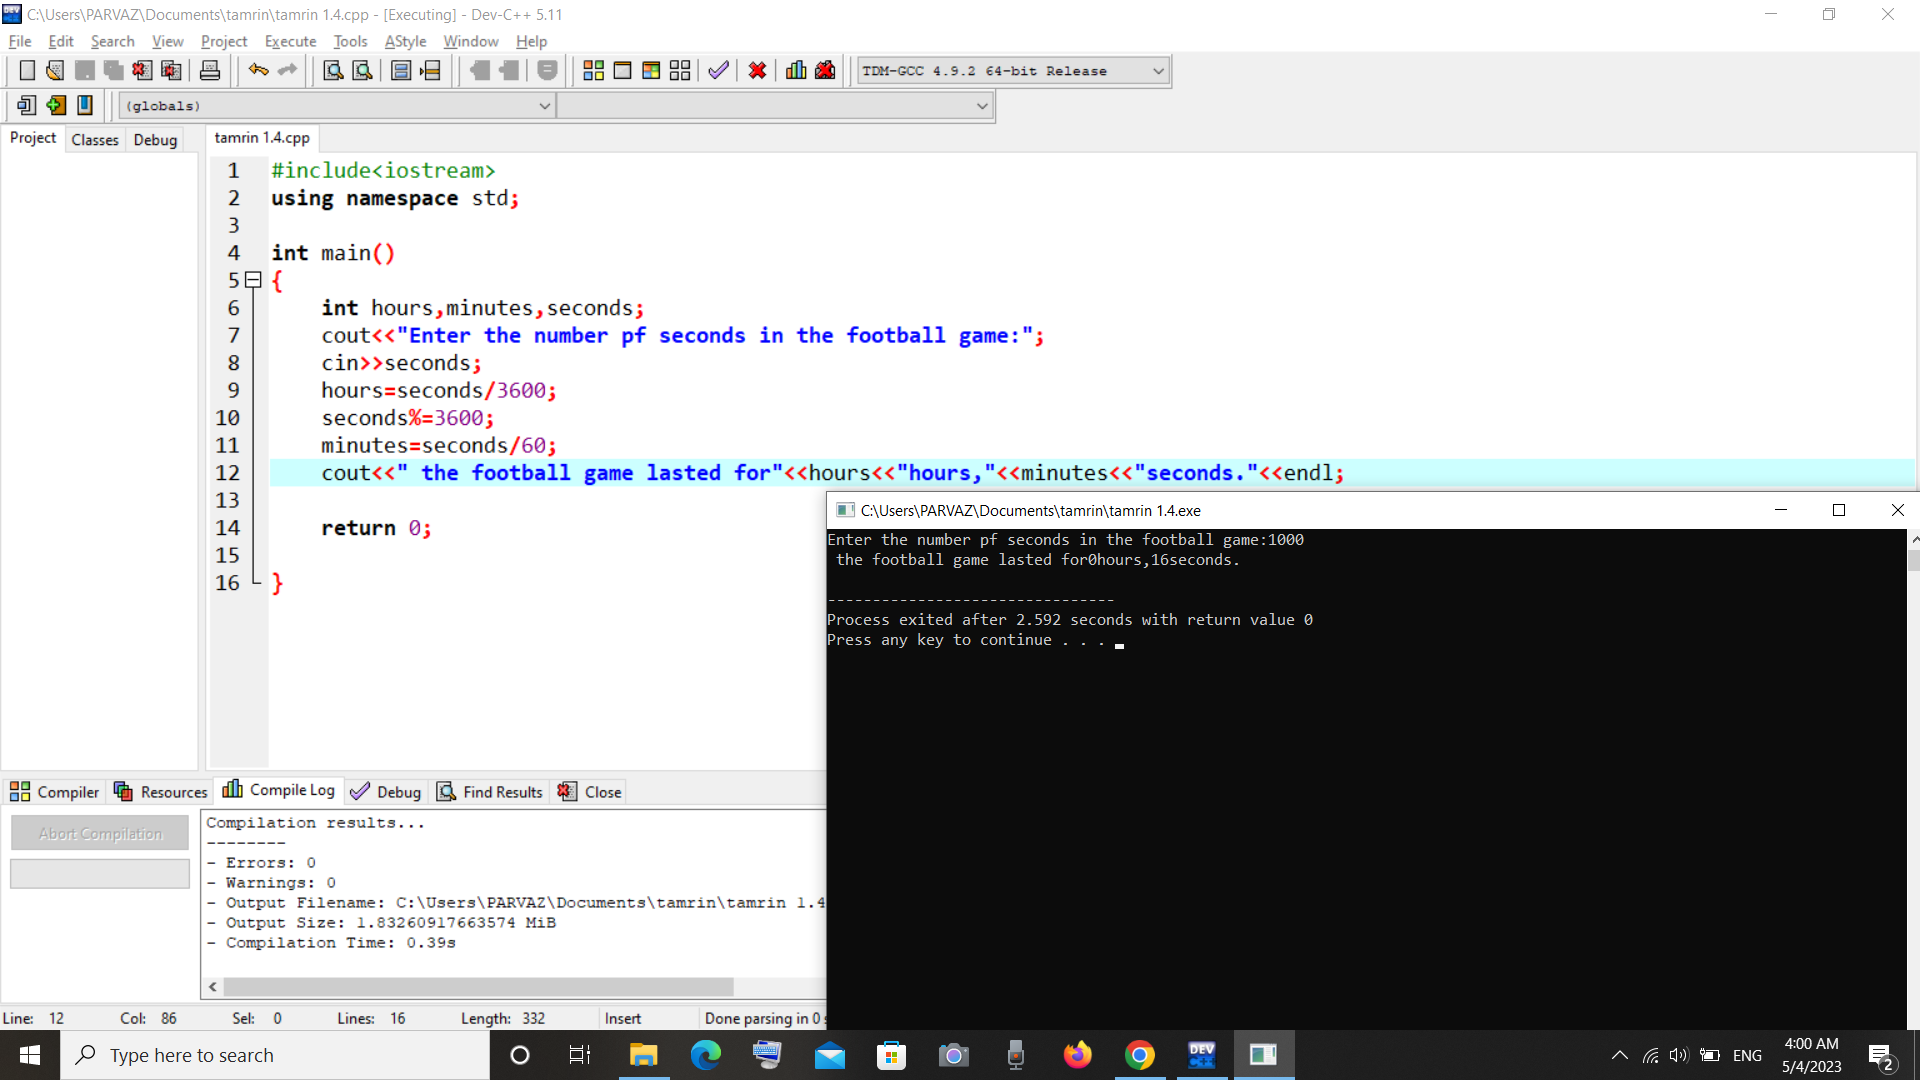 C:\Users\PARVAZ\Documents\tamrin\tamrin 1.4.cpp - [Executing] - Dev-C++ 5.11
File Edit Search View Project Execute Tools AStyle Window Help
TDM-GCC 4.9.2 64-bit Release
(globals)
Project Classes Debug
tamrin 1.4.cpp
1 #include<iostream>
2 using namespace std;
3
4 int main()
5 {
6 int hours,minutes,seconds;
7 cout<<"Enter the number pf seconds in the football game:";
8 cin>>seconds;
9 hours=seconds/3600;
10 seconds%=3600;
11 minutes=seconds/60;
12 cout<<" the football game lasted for"<<hours<<"hours,"<<minutes<<"seconds."<<endl;
13
14 return 0;
15
16 }
C:\Users\PARVAZ\Documents\tamrin\tamrin 1.4.exe
Enter the number pf seconds in the football game:1000
the football game lasted for0hours,16seconds.
--------------------------------
Process exited after 2.592 seconds with return value 0
Press any key to continue . . .
Compiler Resources Compile Log Debug Find Results Close
Abort Compilation
Compilation results...
--------
- Errors: 0
- Warnings: 0
- Output Filename: C:\Users\PARVAZ\Documents\tamrin\tamrin 1.4
- Output Size: 1.83260917663574 MiB
- Compilation Time: 0.39s
Line: 12 Col: 86 Sel: 0 Lines: 16 Length: 332 Insert Done parsing in 0 s
Type here to search
DEV
ENG
4:00 AM
5/4/2023
2